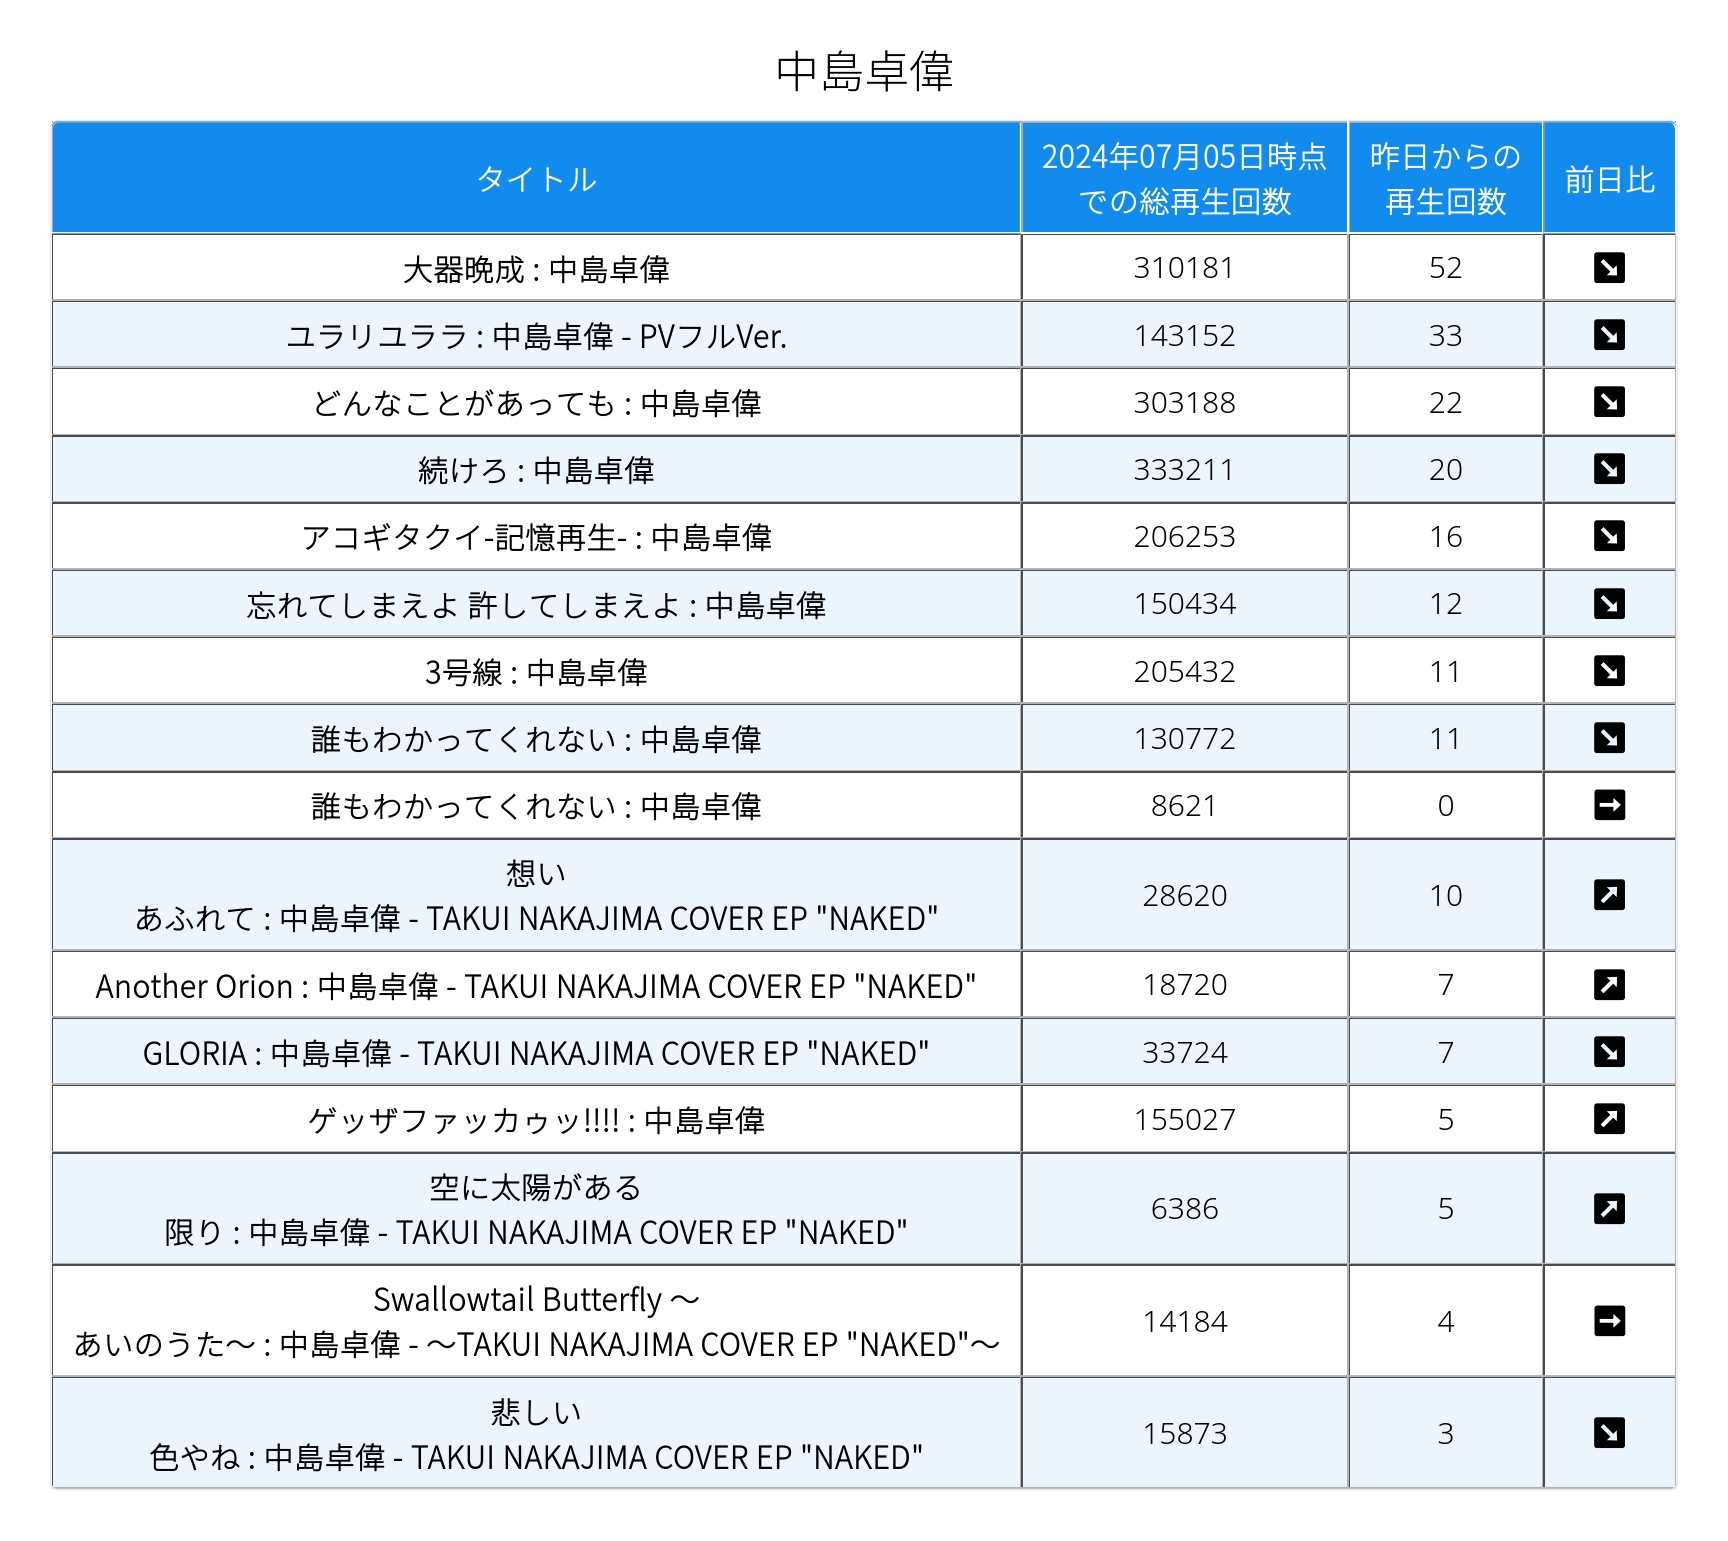 中島卓偉
タイトル
2024年07月05日時点
での総再生回数
昨日からの
再生回数
前日比
大器晩成 : 中島卓偉 310181 52 ↘
ユラリユララ : 中島卓偉 - PVフルVer. 143152 33 ↘
どんなことがあっても : 中島卓偉 303188 22 ↘
続けろ : 中島卓偉 333211 20 ↘
アコギタクイ-記憶再生- : 中島卓偉 206253 16 ↘
忘れてしまえよ 許してしまえよ : 中島卓偉 150434 12 ↘
3号線 : 中島卓偉 205432 11 ↘
誰もわかってくれない : 中島卓偉 130772 11 ↘
誰もわかってくれない : 中島卓偉 8621 0 →
想い
あふれて : 中島卓偉 - TAKUI NAKAJIMA COVER EP "NAKED" 28620 10 ↗
Another Orion : 中島卓偉 - TAKUI NAKAJIMA COVER EP "NAKED" 18720 7 ↗
GLORIA : 中島卓偉 - TAKUI NAKAJIMA COVER EP "NAKED" 33724 7 ↘
ゲッザファッカゥッ!!!! : 中島卓偉 155027 5 ↗
空に太陽がある
限り : 中島卓偉 - TAKUI NAKAJIMA COVER EP "NAKED" 6386 5 ↗
Swallowtail Butterfly 〜
あいのうた〜 : 中島卓偉 - 〜TAKUI NAKAJIMA COVER EP "NAKED"〜 14184 4 →
悲しい
色やね : 中島卓偉 - TAKUI NAKAJIMA COVER EP "NAKED" 15873 3 ↘